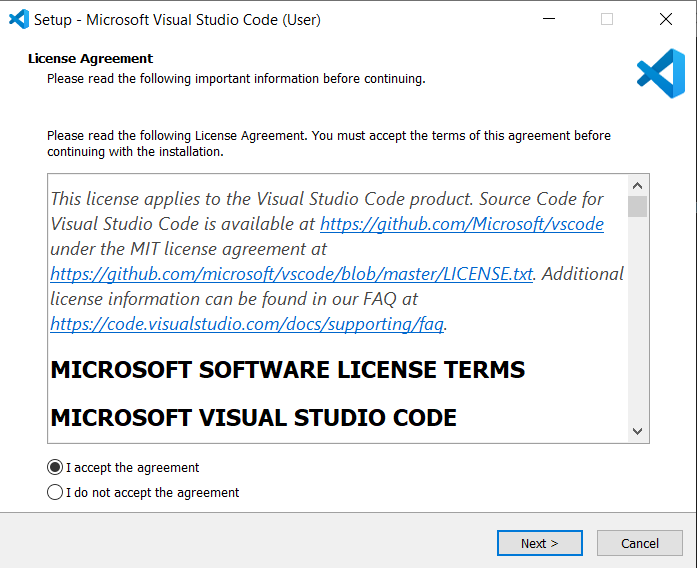 Setup - Microsoft Visual Studio Code (User)
License Agreement
Please read the following important information before continuing.
Please read the following License Agreement. You must accept the terms of this agreement before
continuing with the installation.
This license applies to the Visual Studio Code product. Source Code for
Visual Studio Code is available at https://github.com/Microsoft/vscode
under the MIT license agreement at
https://github.com/microsoft/vscode/blob/master/LICENSE.txt. Additional
license information can be found in our FAQ at
https://code.visualstudio.com/docs/supporting/faq.
MICROSOFT SOFTWARE LICENSE TERMS
MICROSOFT VISUAL STUDIO CODE
I accept the agreement
I do not accept the agreement
Next >
Cancel